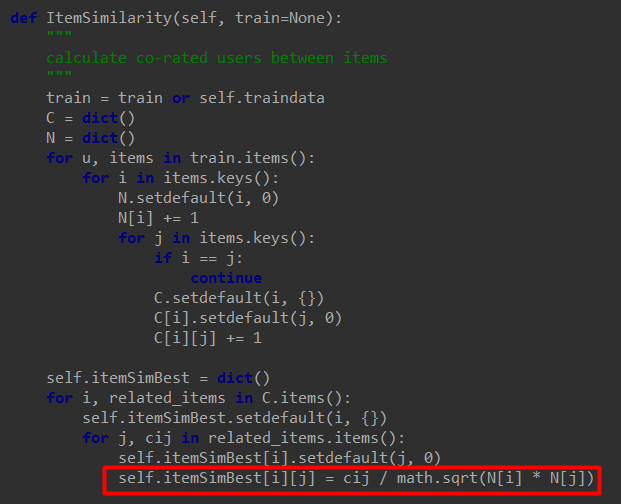 def ItemSimilarity(self, train=None):
    """
    calculate co-rated users between items
    """
    train = train or self.traindata
    C = dict()
    N = dict()
    for u, items in train.items():
        for i in items.keys():
            N.setdefault(i, 0)
            N[i] += 1
            for j in items.keys():
                if i == j:
                    continue
                C.setdefault(i, {})
                C[i].setdefault(j, 0)
                C[i][j] += 1

    self.itemSimBest = dict()
    for i, related_items in C.items():
        self.itemSimBest.setdefault(i, {})
        for j, cij in related_items.items():
            self.itemSimBest[i].setdefault(j, 0)
            self.itemSimBest[i][j] = cij / math.sqrt(N[i] * N[j])